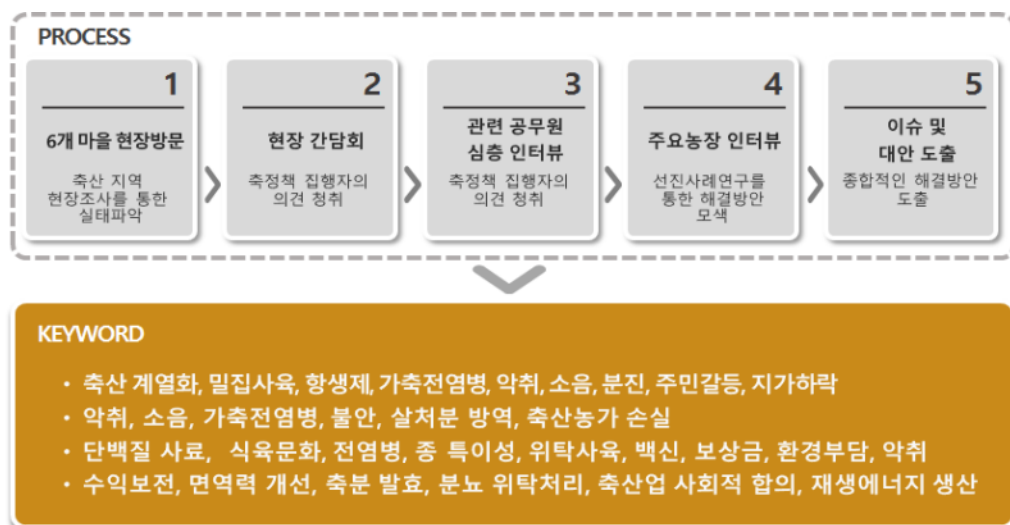 PROCESS
1
6개 마을 현장방문
축산 지역
현장조사를 통한
실태파악
2
현장 간담회
축정책 집행자의
의견 청취
3
관련 공무원
심층 인터뷰
축정책 집행자의
의견 청취
4
주요농장 인터뷰
선진사례연구를
통한 해결방안
모색
5
이슈 및
대안 도출
종합적인 해결방안
도출
KEYWORD
• 축산 계열화, 밀집사육, 항생제, 가축전염병, 악취, 소음, 분진, 주민갈등, 지가하락
• 악취, 소음, 가축전염병, 불안, 살처분 방역, 축산농가 손실
• 단백질 사료, 식육문화, 전염병, 종 특이성, 위탁사육, 백신, 보상금, 환경부담, 악취
• 수익보전, 면역력 개선, 축분 발효, 분뇨 위탁처리, 축산업 사회적 합의, 재생에너지 생산